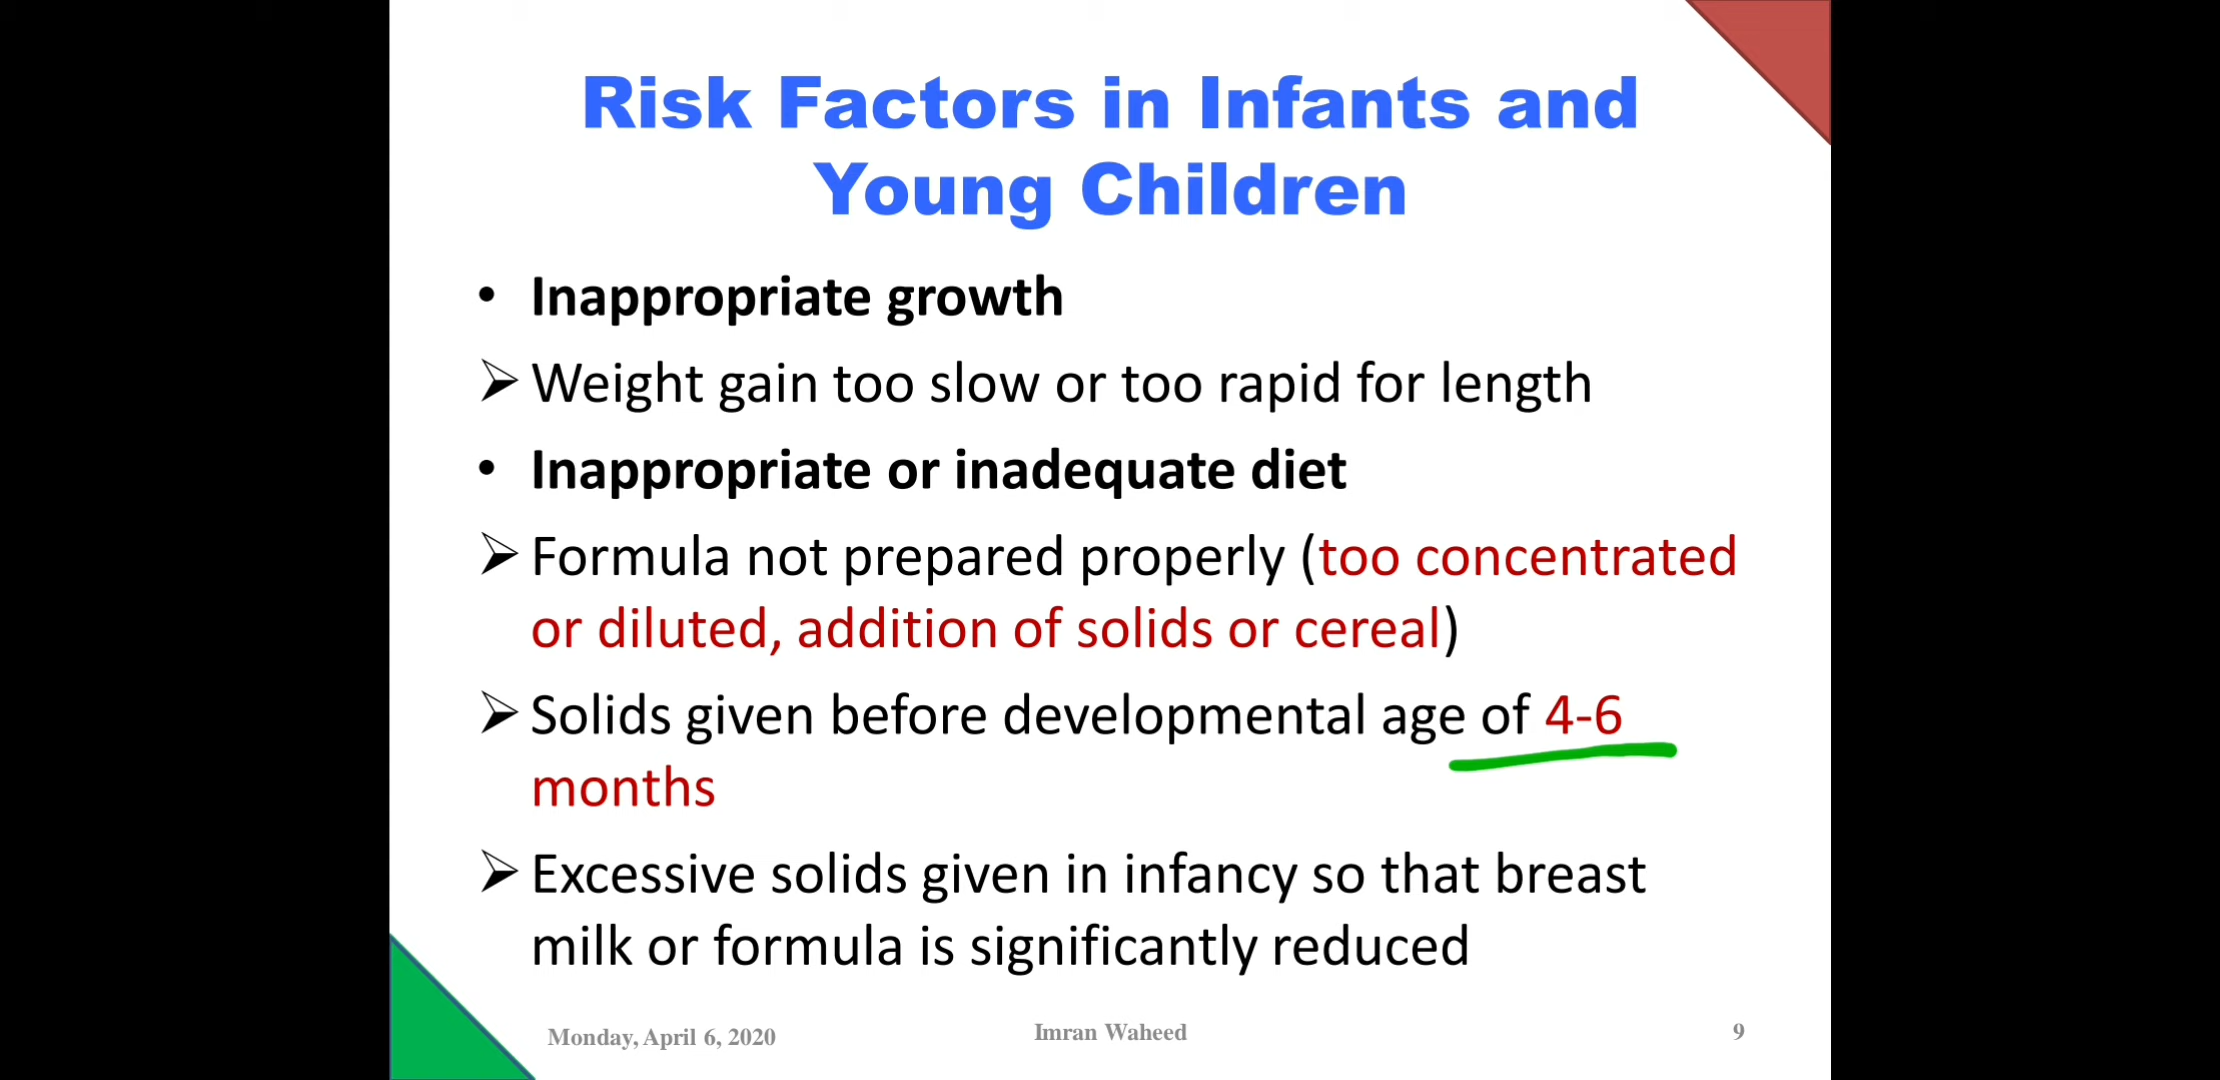 Risk Factors in Infants and
Young Children
• Inappropriate growth
➢ Weight gain too slow or too rapid for length
• Inappropriate or inadequate diet
➢ Formula not prepared properly (too concentrated
or diluted, addition of solids or cereal)
➢ Solids given before developmental age of 4-6
months
➢ Excessive solids given in infancy so that breast
milk or formula is significantly reduced
Monday, April 6, 2020 Imran Waheed 9